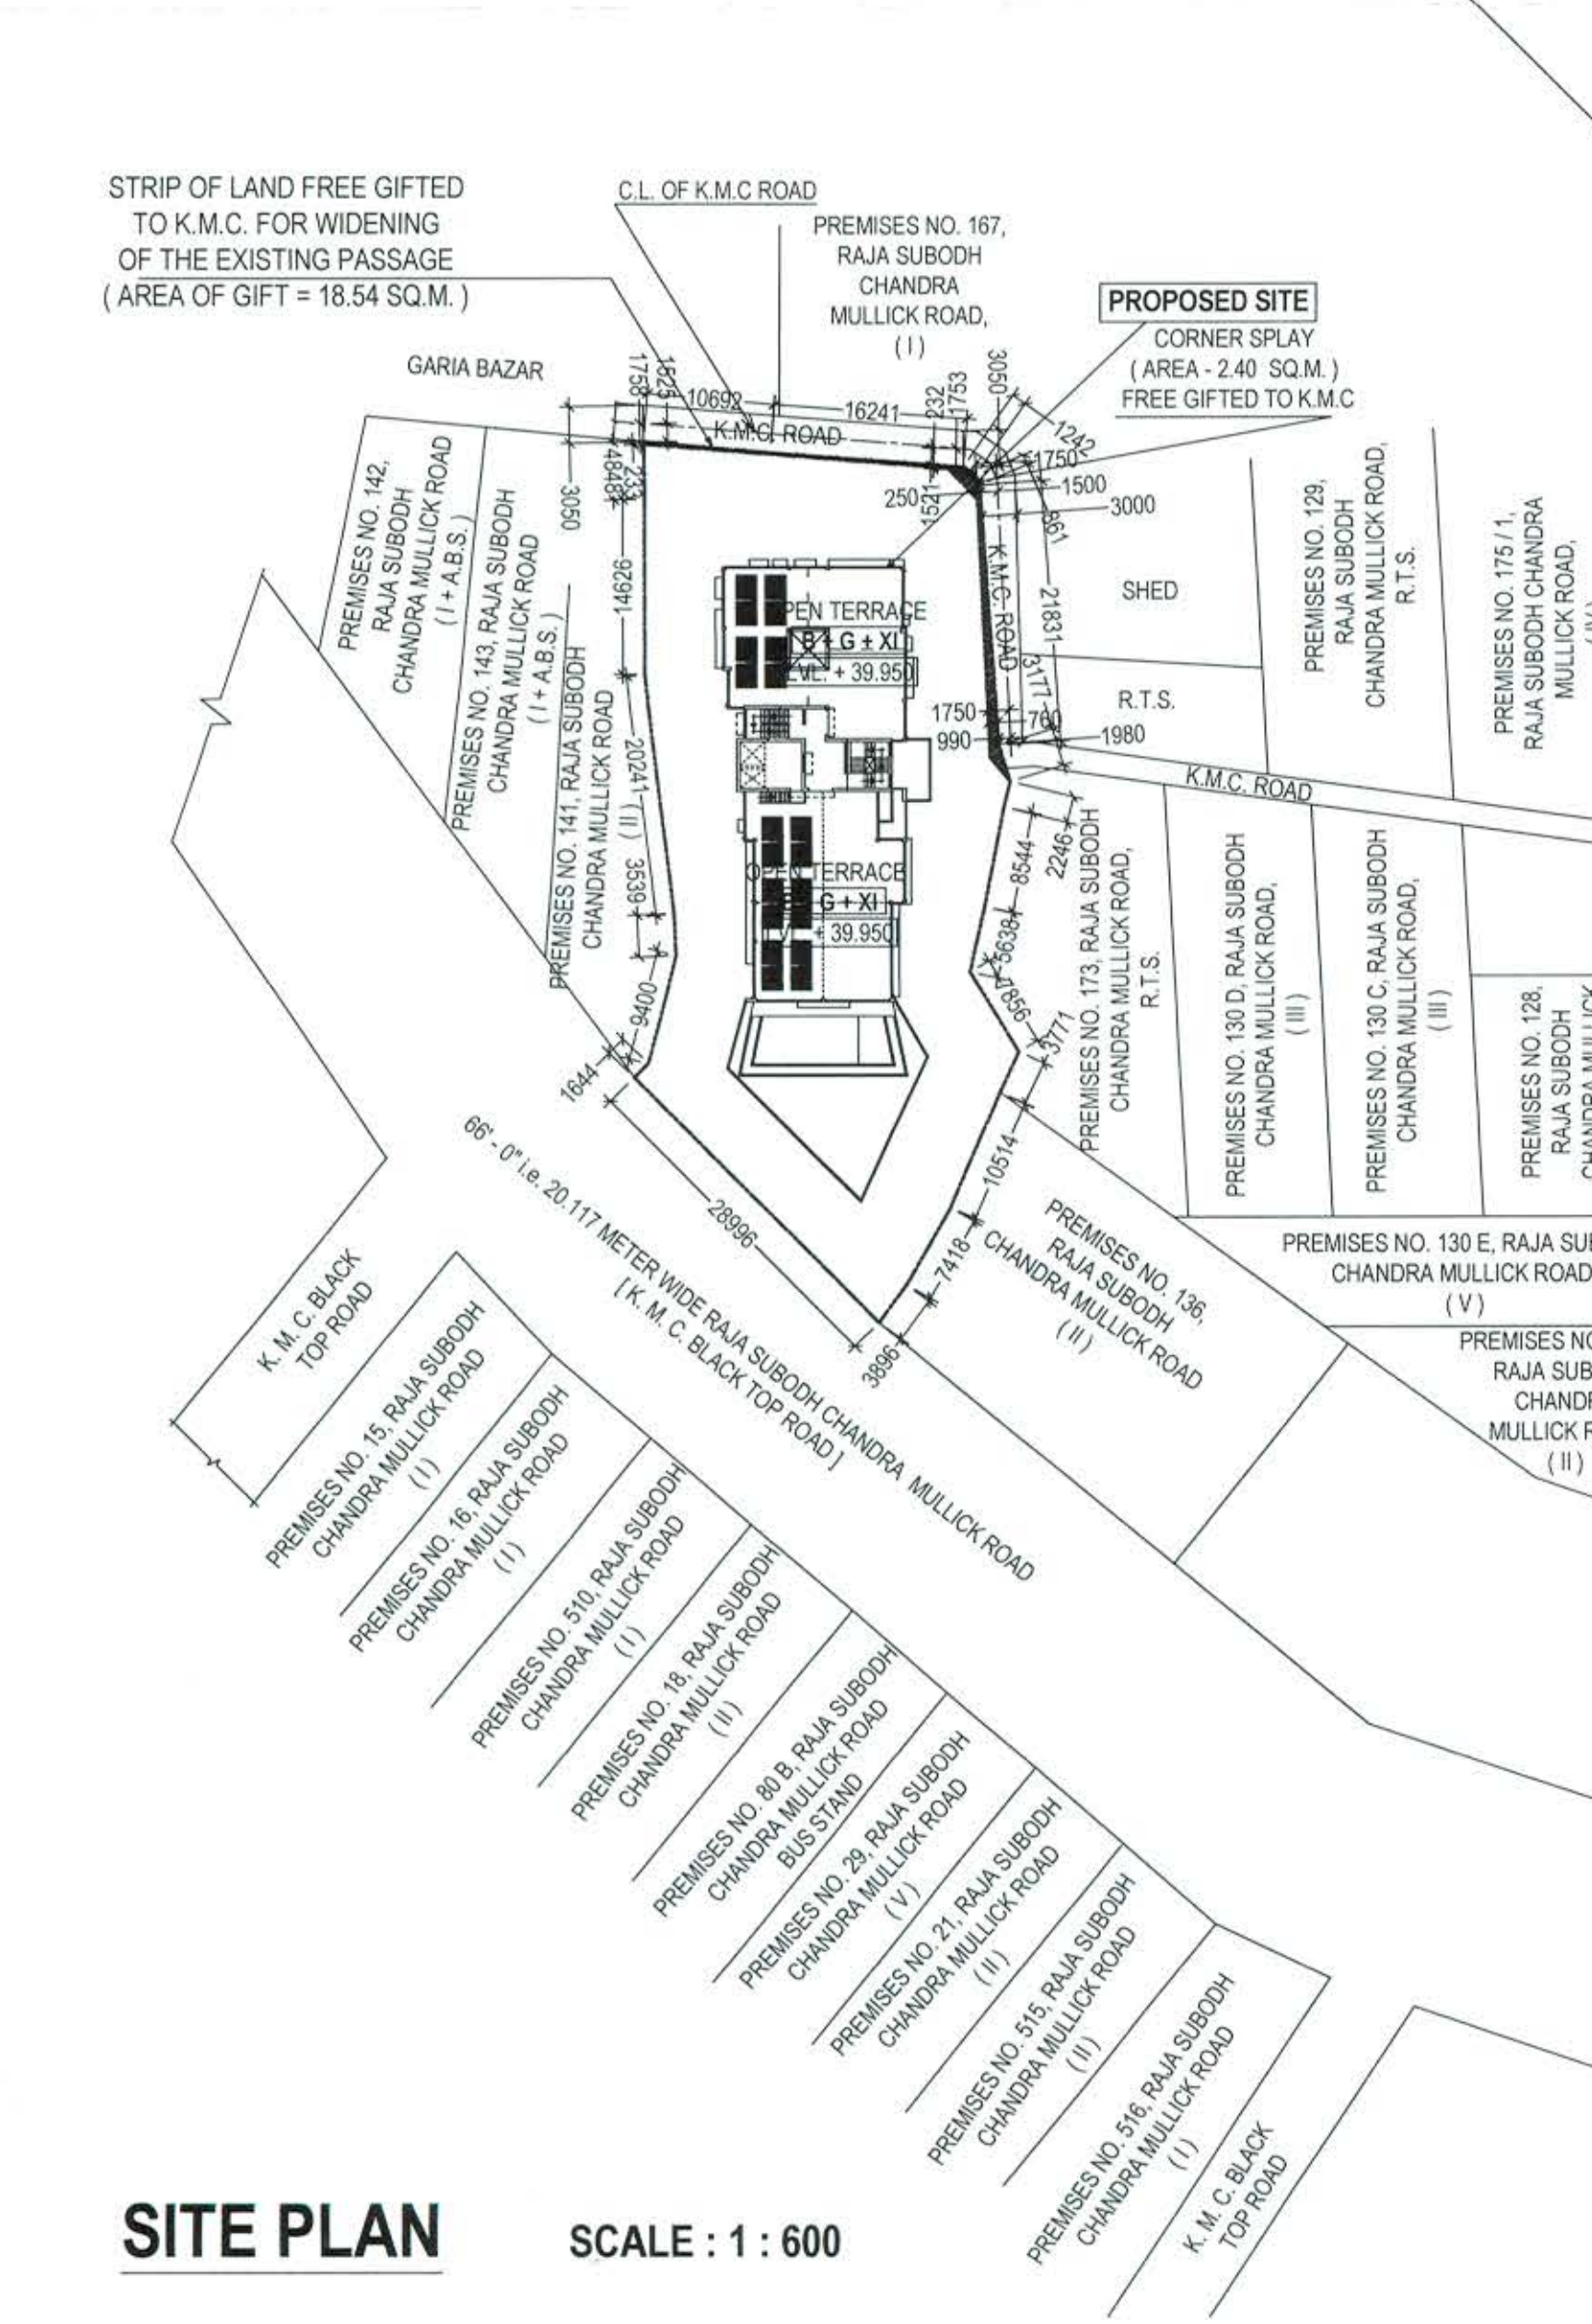 STRIP OF LAND FREE GIFTED
TO K.M.C. FOR WIDENING
OF THE EXISTING PASSAGE
( AREA OF GIFT = 18.54 SQ.M. )
C.L. OF K.M.C ROAD
PREMISES NO. 167,
RAJA SUBODH
CHANDRA
MULLICK ROAD,
( I )
PROPOSED SITE
CORNER SPLAY
( AREA - 2.40 SQ.M. )
FREE GIFTED TO K.M.C
GARIA BAZAR
1758
1625
10692
16241
232
1753
3050
1242
K.M.C. ROAD
1750
1500
3000
250
1521
861
4848
233
3050
14926
PREMISES NO. 142,
RAJA SUBODH
CHANDRA MULLICK ROAD
( I + A.B.S. )
PREMISES NO. 143, RAJA SUBODH
CHANDRA MULLICK ROAD
( I + A.B.S. )
PREMISES NO. 141, RAJA SUBODH
CHANDRA MULLICK ROAD
( II )
20241
3539
9400
1644
PEN TERRACE
B + G ± XI
LVL. + 39.950
OPEN TERRACE
G + XI
+ 39.950
K.M.C. ROAD
21831
3177
1750
760
990
1980
SHED
R.T.S.
PREMISES NO. 129,
RAJA SUBODH
CHANDRA MULLICK ROAD,
R.T.S.
PREMISES NO. 175 / 1,
RAJA SUBODH CHANDRA
MULLICK ROAD,
K.M.C. ROAD
2246
8544
5638
7856
3771
10514
7418
3896
28996
PREMISES NO. 173, RAJA SUBODH
CHANDRA MULLICK ROAD,
R.T.S.
PREMISES NO. 130 D, RAJA SUBODH
CHANDRA MULLICK ROAD,
( III )
PREMISES NO. 130 C, RAJA SUBODH
CHANDRA MULLICK ROAD,
( III )
PREMISES NO. 128,
RAJA SUBODH
CHANDRA MULLICK
PREMISES NO. 136,
RAJA SUBODH
CHANDRA MULLICK ROAD
( II )
PREMISES NO. 130 E, RAJA SU
CHANDRA MULLICK ROAD
( V )
PREMISES NO
RAJA SUB
CHAND
MULLICK
( II )
66' - 0" i.e. 20.117 METER WIDE RAJA SUBODH CHANDRA MULLICK ROAD
[ K. M. C. BLACK TOP ROAD ]
K. M. C. BLACK
TOP ROAD
PREMISES NO. 15, RAJA SUBODH
CHANDRA MULLICK ROAD
( I )
PREMISES NO. 16, RAJA SUBODH
CHANDRA MULLICK ROAD
( I )
PREMISES NO. 510, RAJA SUBODH
CHANDRA MULLICK ROAD
( I )
PREMISES NO. 18, RAJA SUBODH
CHANDRA MULLICK ROAD
( II )
PREMISES NO. 80 B, RAJA SUBODH
CHANDRA MULLICK ROAD
BUS STAND
PREMISES NO. 29, RAJA SUBODH
CHANDRA MULLICK ROAD
( V )
PREMISES NO. 21, RAJA SUBODH
CHANDRA MULLICK ROAD
( II )
PREMISES NO. 515, RAJA SUBODH
CHANDRA MULLICK ROAD
( II )
PREMISES NO. 516, RAJA SUBODH
CHANDRA MULLICK ROAD
( I )
K. M. C. BLACK
TOP ROAD
SITE PLAN
SCALE : 1 : 600